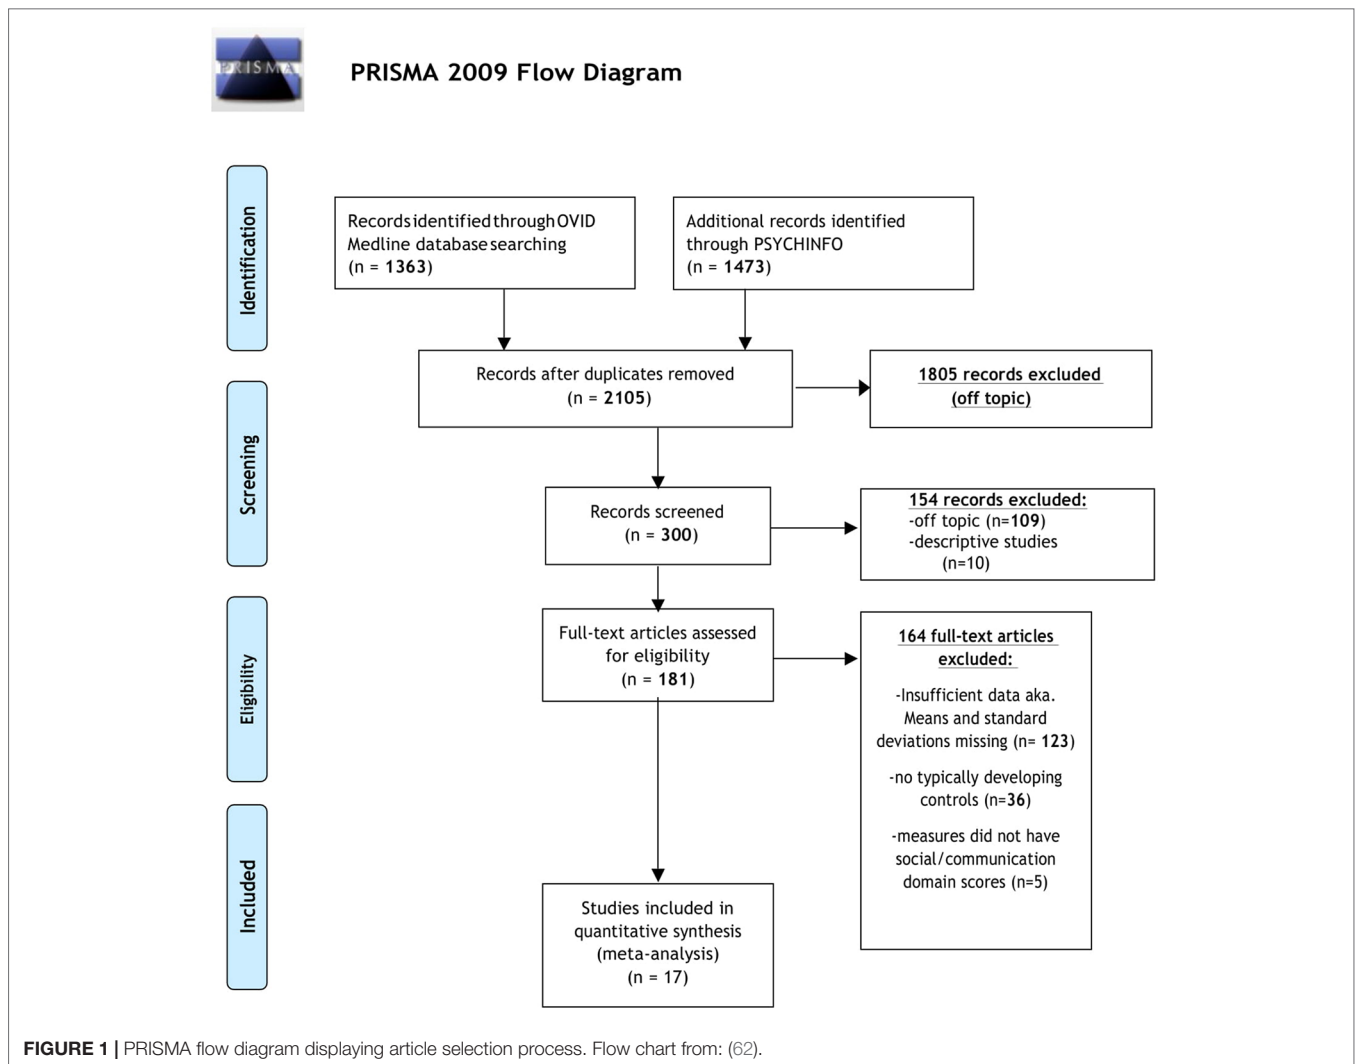 PRISMA
PRISMA 2009 Flow Diagram
Identification
Records identified through OVID
Medline database searching
(n = 1363)
Additional records identified
through PSYCHINFO
(n = 1473)
Records after duplicates removed
(n = 2105)
1805 records excluded
(off topic)
Screening
Records screened
(n = 300)
154 records excluded:
-off topic (n=109)
-descriptive studies
(n=10)
Eligibility
Full-text articles assessed
for eligibility
(n = 181)
164 full-text articles
excluded:
-Insufficient data aka.
Means and standard
deviations missing (n= 123)
-no typically developing
controls (n=36)
-measures did not have
social/communication
domain scores (n=5)
Included
Studies included in
quantitative synthesis
(meta-analysis)
(n = 17)
FIGURE 1 | PRISMA flow diagram displaying article selection process. Flow chart from: (62).